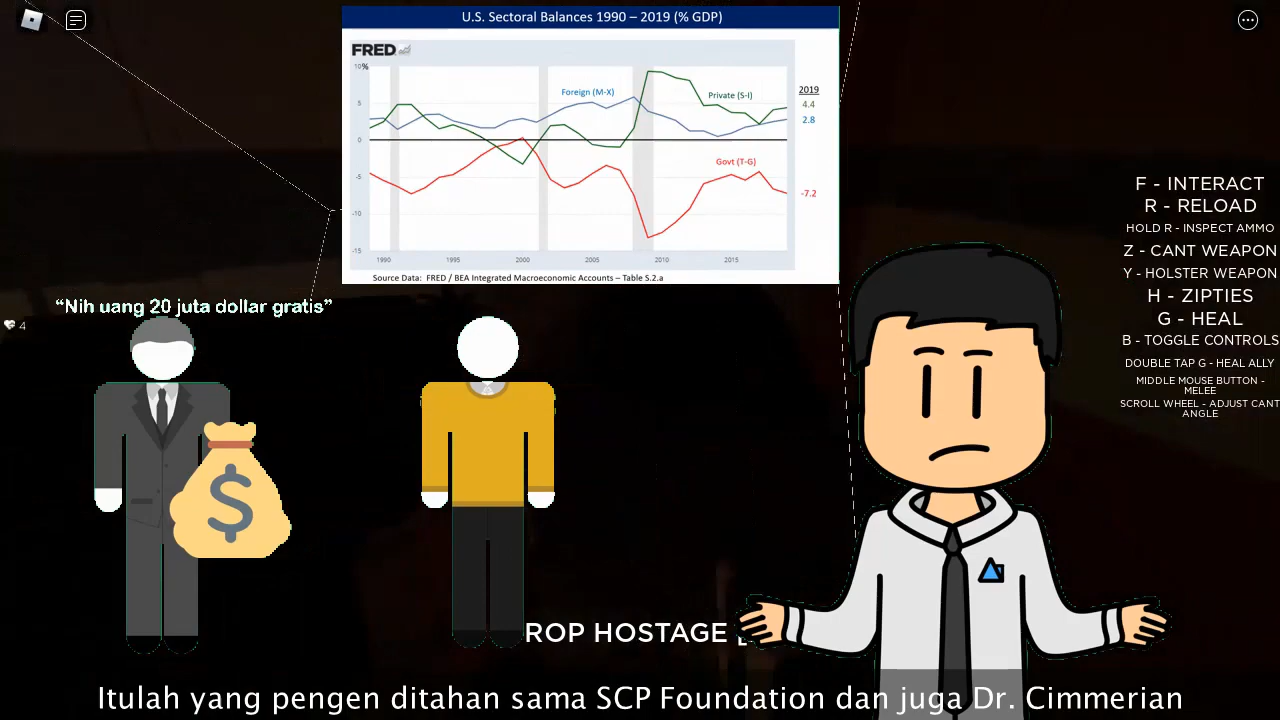 U.S. Sectoral Balances 1990 – 2019 (% GDP)
FRED
10%
5
0
-5
-10
-15
Foreign (M-X)
Private (S-I)
Govt (T-G)
2019
4.4
2.8
-7.2
1990 1995 2000 2005 2010 2015
Source Data: FRED / BEA Integrated Macroeconomic Accounts – Table S.2.a
F - INTERACT
R - RELOAD
HOLD R - INSPECT AMMO
Z - CANT WEAPON
Y - HOLSTER WEAPON
H - ZIPTIES
G - HEAL
B - TOGGLE CONTROLS
DOUBLE TAP G - HEAL ALLY
MIDDLE MOUSE BUTTON -
MELEE
SCROLL WHEEL - ADJUST CANT
ANGLE
“Nih uang 20 juta dollar gratis”
4
$
ROP HOSTAGE [
Itulah yang pengen ditahan sama SCP Foundation dan juga Dr. Cimmerian